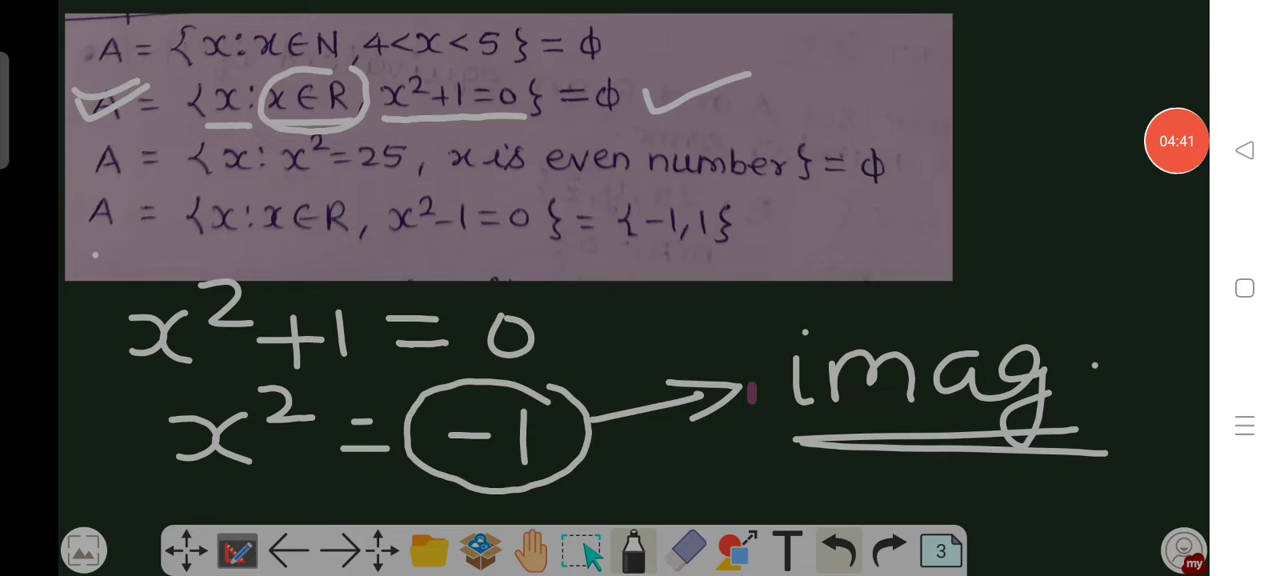 A = {x : x ∈ N, 4 < x < 5} = ϕ
A = {x : x ∈ R, x²+1=0} = ϕ
A = {x : x² = 25, x is even number} = ϕ
A = {x : x ∈ R, x²-1=0} = {-1, 1}
x²+1 = 0
x² = -1
imag.
04:41
T
3
my